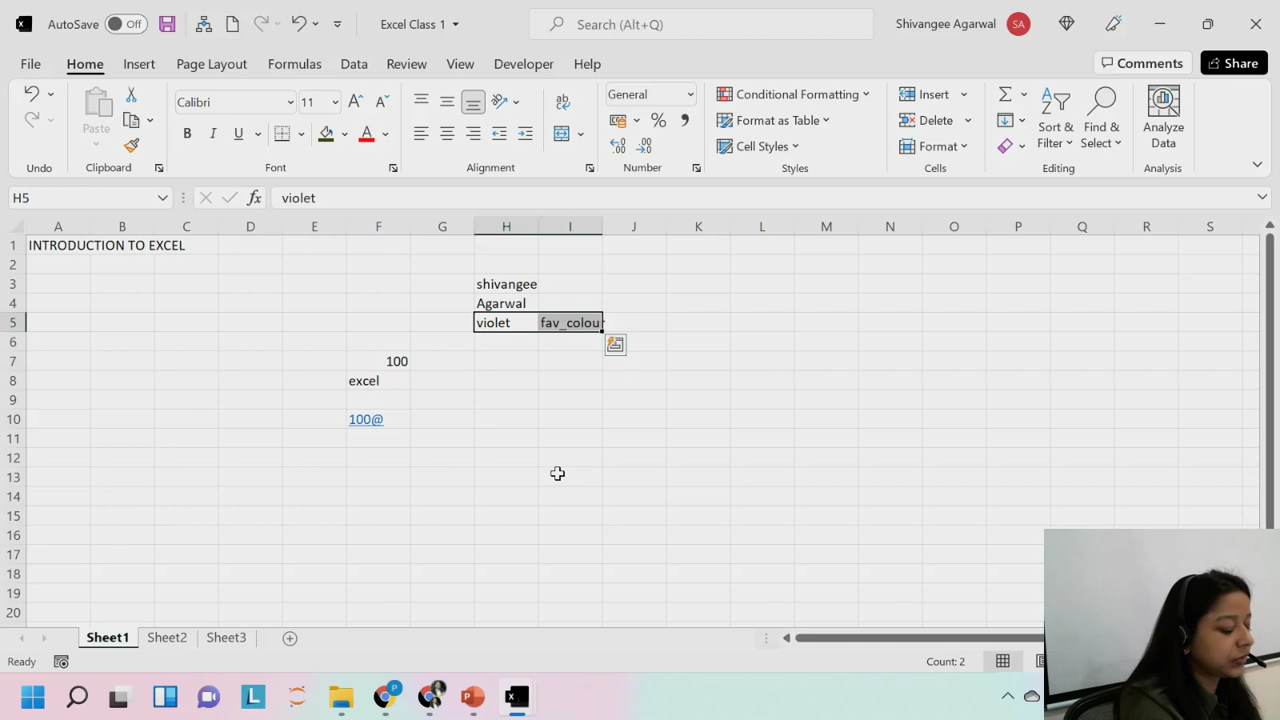 AutoSave Off Excel Class 1 Search (Alt+Q) Shivangee Agarwal SA
File Home Insert Page Layout Formulas Data Review View Developer Help Comments Share
Calibri 11 General Conditional Formatting Insert
Paste Format as Table Delete Sort & Filter Find & Select Analyze Data
B I U A % Cell Styles Format
Undo Clipboard Font Alignment Number Styles Cells Editing Analysis
H5 fx violet
A B C D E F G H I J K L M N O P Q R S
1 INTRODUCTION TO EXCEL
2
3 shivangee
4 Agarwal
5 violet fav_colour
6
7 100
8 excel
9
10 100@
11
12
13
14
15
16
17
18
19
20
Sheet1 Sheet2 Sheet3
Ready Count: 2